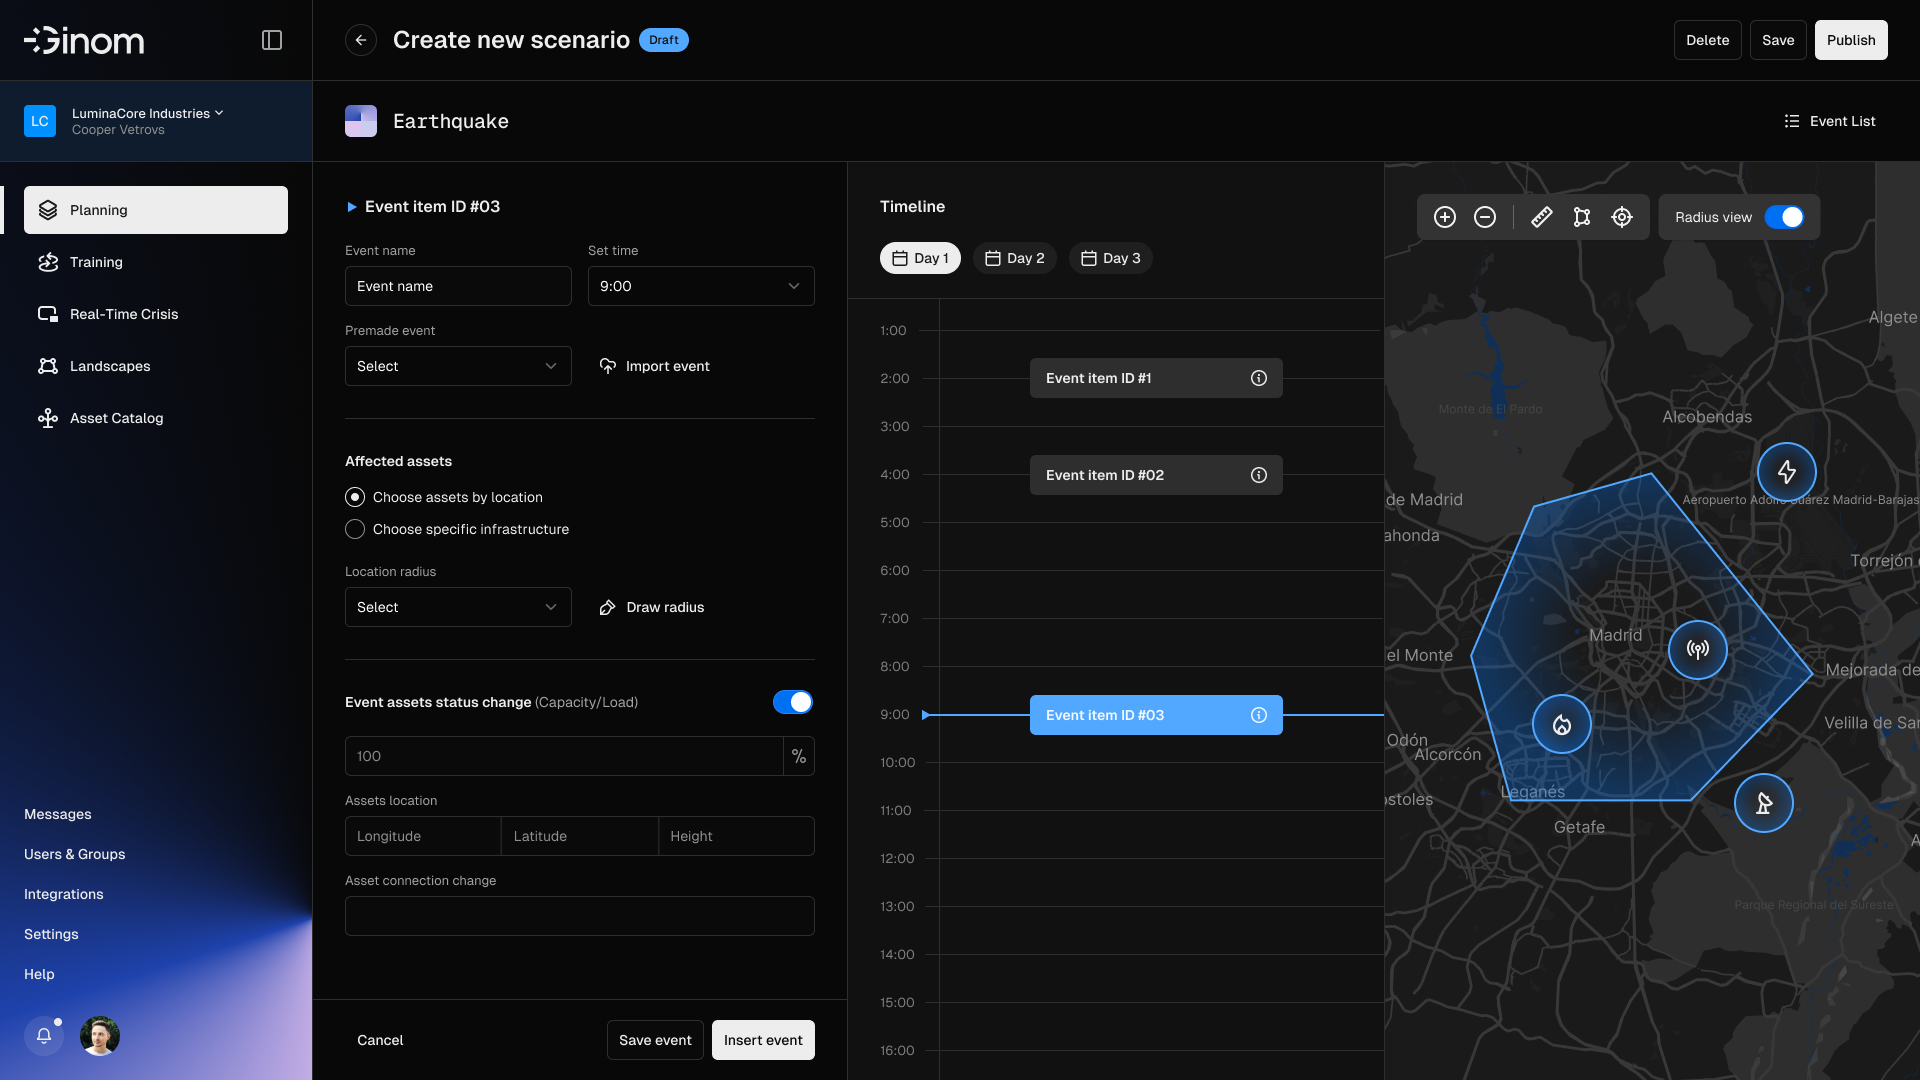 Ginom
LC
LuminaCore Industries
Cooper Vetrovs
Planning
Training
Real-Time Crisis
Landscapes
Asset Catalog
Messages
Users & Groups
Integrations
Settings
Help
Create new scenario
Draft
Delete
Save
Publish
Earthquake
Event List
Event item ID #03
Event name
Set time
Event name
9:00
Premade event
Select
Import event
Affected assets
Choose assets by location
Choose specific infrastructure
Location radius
Select
Draw radius
Event assets status change (Capacity/Load)
100
%
Assets location
Longitude
Latitude
Height
Asset connection change
Cancel
Save event
Insert event
Timeline
Day 1
Day 2
Day 3
1:00
2:00
Event item ID #1
3:00
4:00
Event item ID #02
5:00
6:00
7:00
8:00
9:00
Event item ID #03
10:00
11:00
12:00
13:00
14:00
15:00
16:00
Radius view
Algete
Monte de El Pardo
Alcobendas
de Madrid
Aeropuerto Adolfo Suárez Madrid-Barajas
ahonda
Torrejón
Madrid
el Monte
Mejorada de
Velilla de Sa
Odón
Alcorcón
Leganés
ostoles
Getafe
A
Parque Regional del Sureste